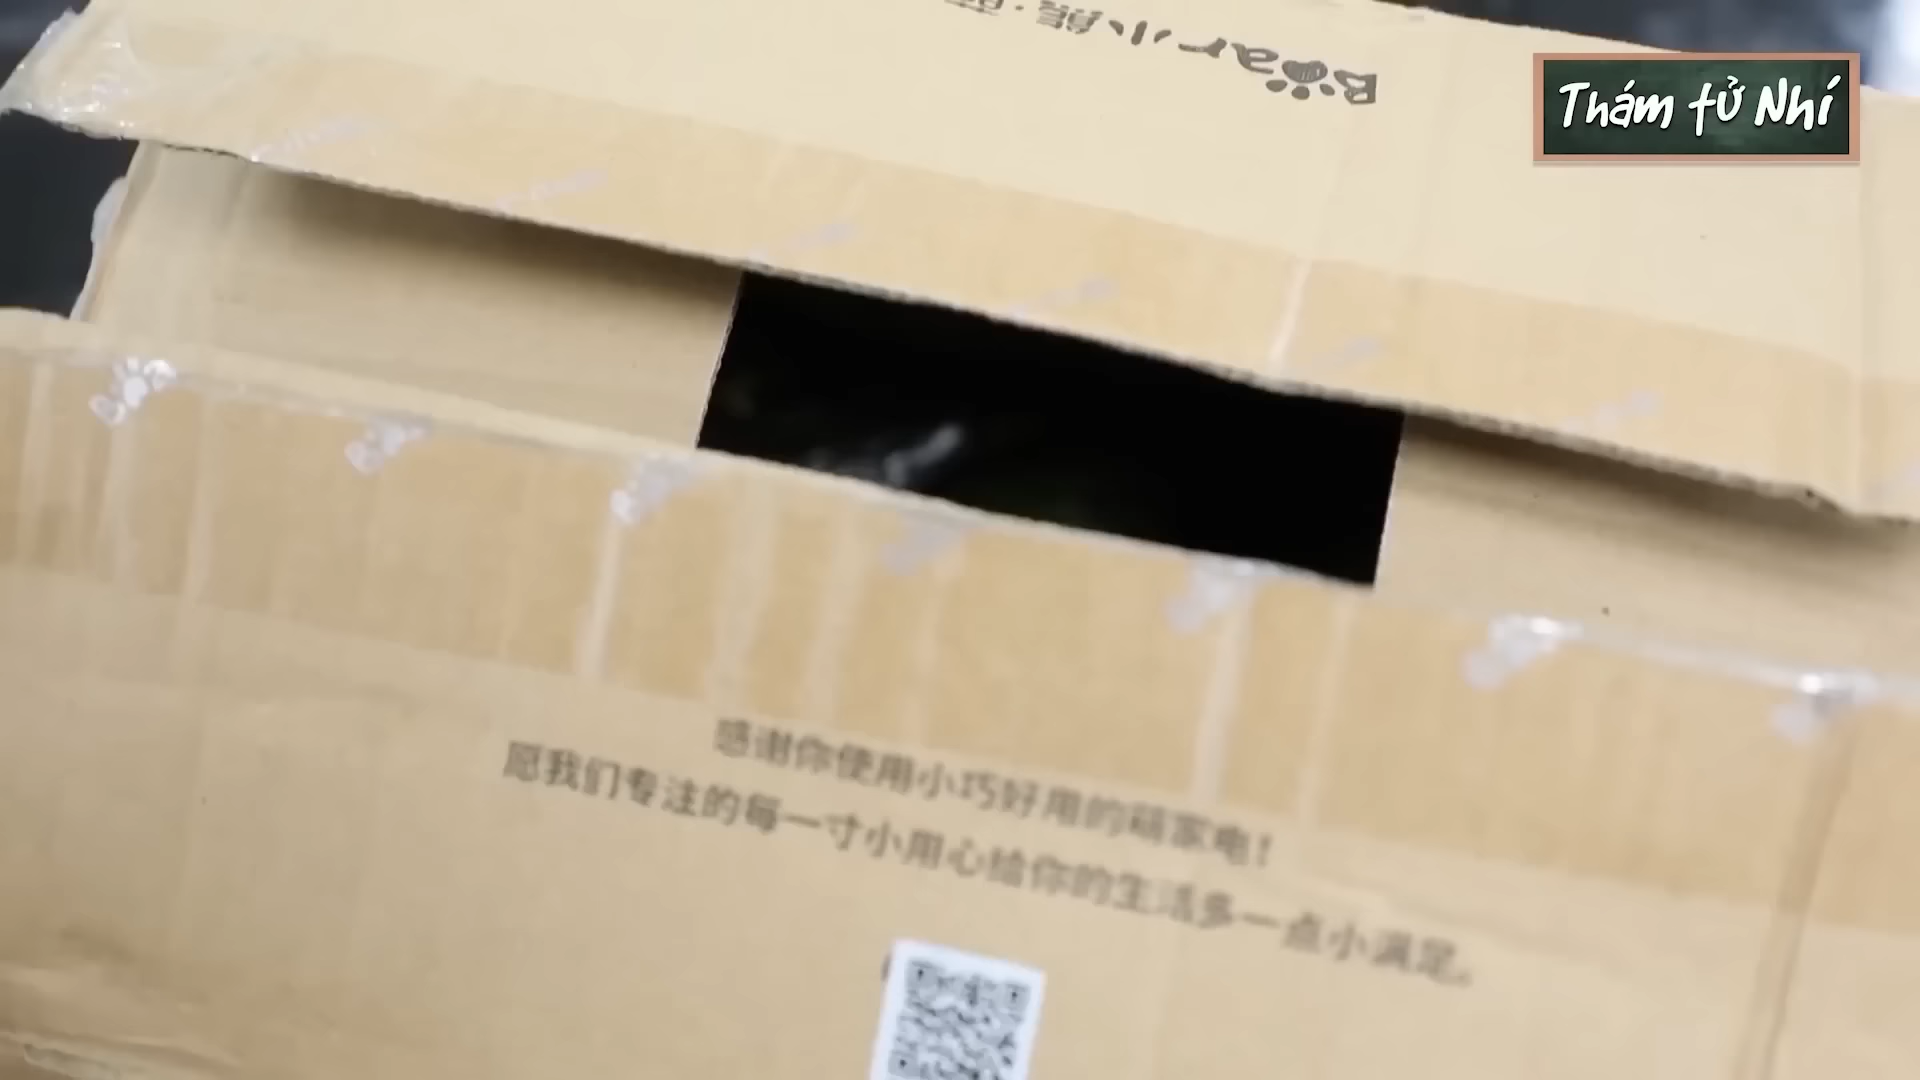 Bear小熊·萌
Thám tử Nhí
感谢你使用小巧好用的萌家电!
愿我们专注的每一寸小用心给你的生活多一点小满足。